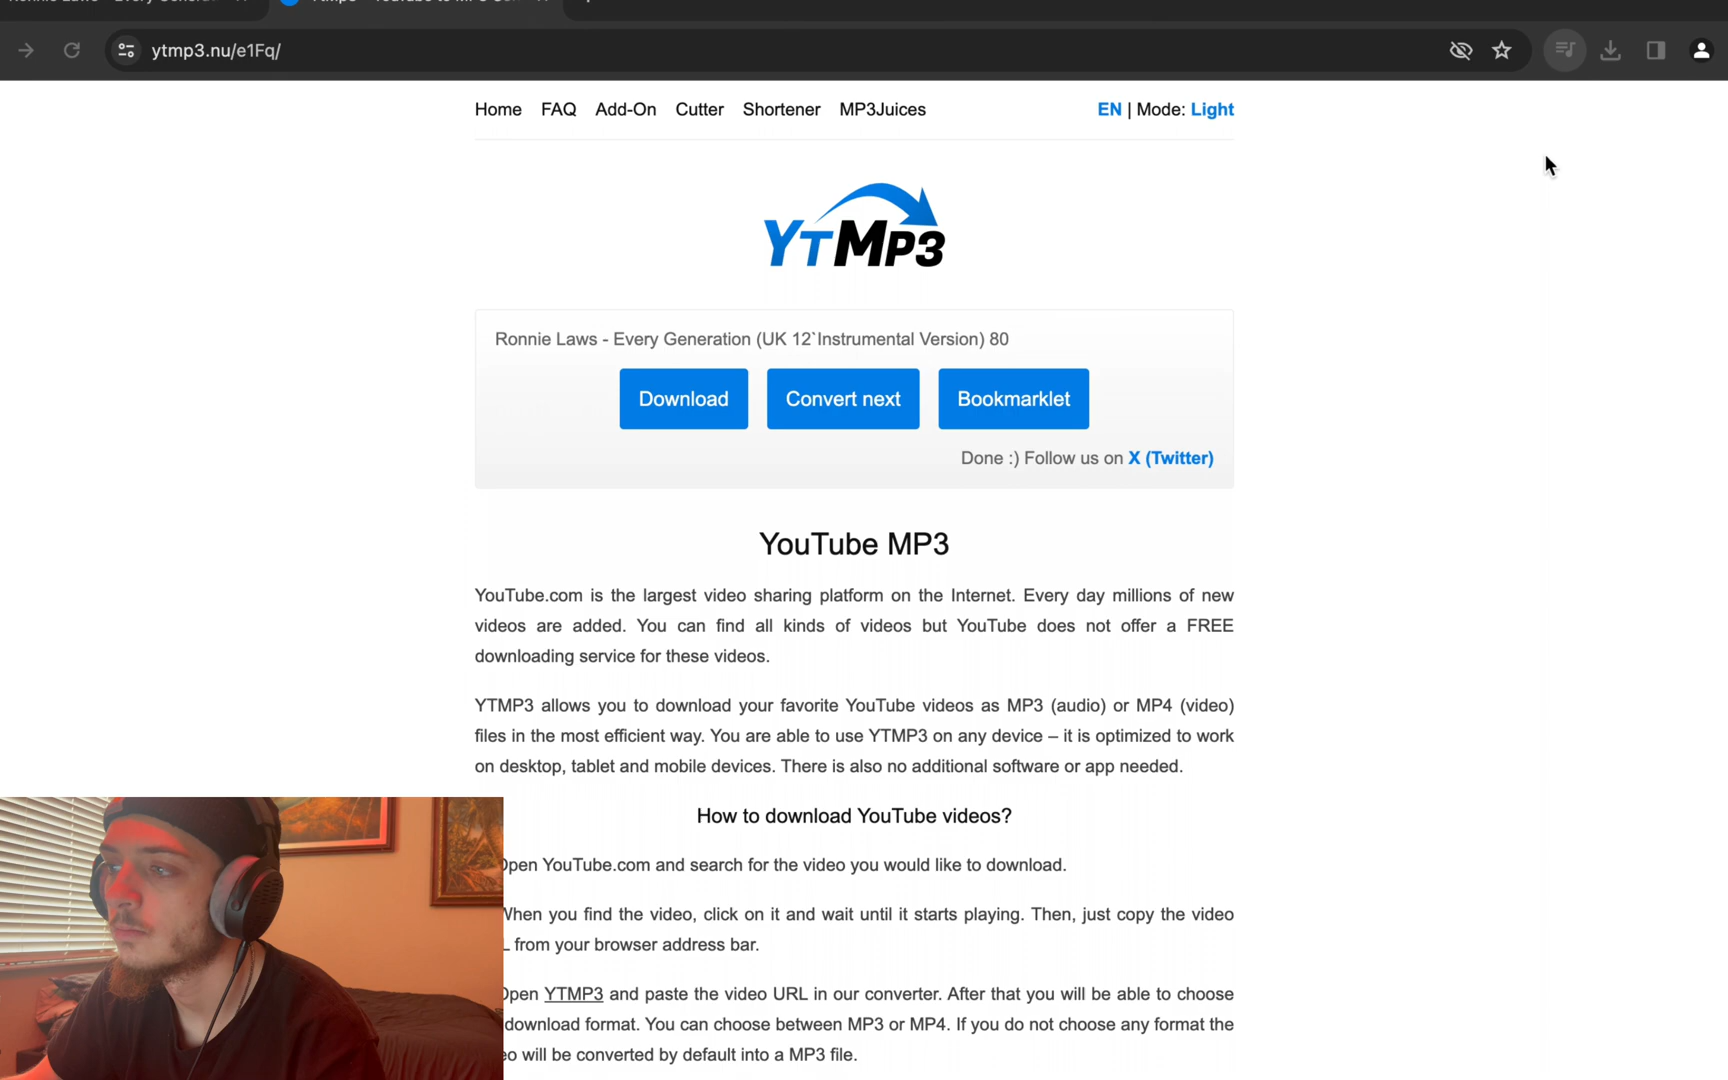 ytmp3.nu/e1Fq/
Home FAQ Add-On Cutter Shortener MP3Juices EN | Mode: Light
YTMP3
Ronnie Laws - Every Generation (UK 12`Instrumental Version) 80
Download Convert next Bookmarklet
Done :) Follow us on X (Twitter)
YouTube MP3
YouTube.com is the largest video sharing platform on the Internet. Every day millions of new
videos are added. You can find all kinds of videos but YouTube does not offer a FREE
downloading service for these videos.
YTMP3 allows you to download your favorite YouTube videos as MP3 (audio) or MP4 (video)
files in the most efficient way. You are able to use YTMP3 on any device – it is optimized to work
on desktop, tablet and mobile devices. There is also no additional software or app needed.
How to download YouTube videos?
Open YouTube.com and search for the video you would like to download.
When you find the video, click on it and wait until it starts playing. Then, just copy the video
from your browser address bar.
Open YTMP3 and paste the video URL in our converter. After that you will be able to choose
download format. You can choose between MP3 or MP4. If you do not choose any format the
will be converted by default into a MP3 file.